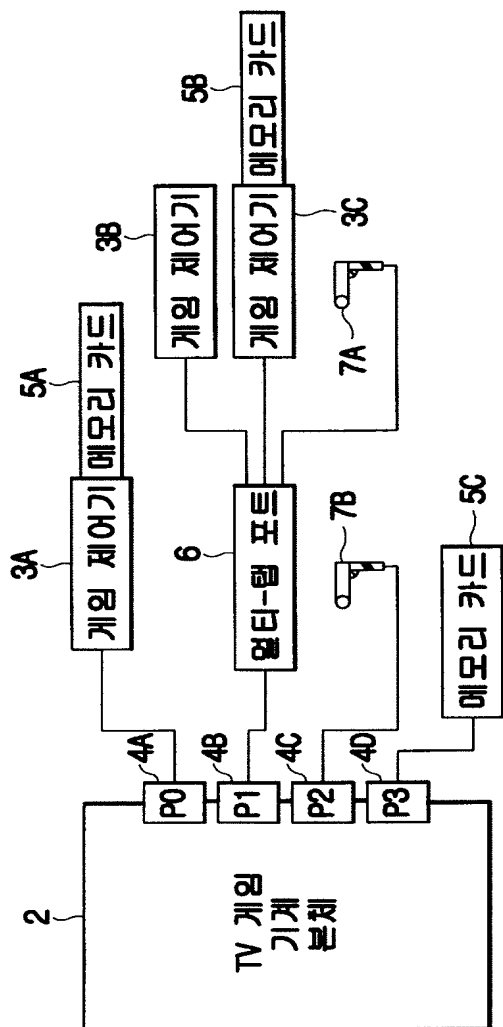 2
TV 게임
기계
본체
P0
P1
P2
P3
4A
4B
4C
4D
3A
게임 제어기
5A
메모리 카드
6
멀티-탭 포트
3B
게임 제어기
5B
메모리 카드
게임 제어기
3C
7A
7B
5C
메모리 카드